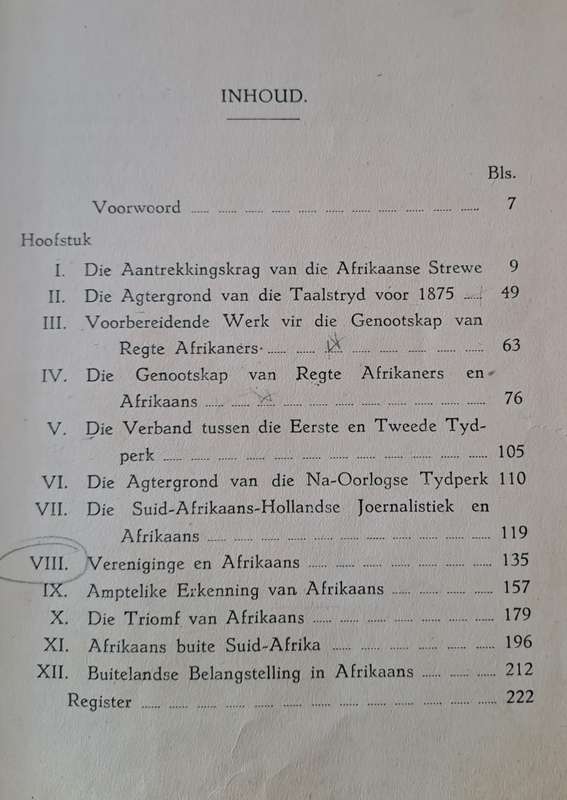 INHOUD.
Bls.
Voorwoord ...... ...... ...... ...... ...... ...... ...... ...... ...... ...... ...... 7
Hoofstuk
I. Die Aantrekkingskrag van die Afrikaanse Strewe 9
II. Die Agtergrond van die Taalstryd voor 1875 ...... 49
III. Voorbereidende Werk vir die Genootskap van
Regte Afrikaners ...... ...... ...... ...... ...... ...... ...... ...... 63
IV. Die Genootskap van Regte Afrikaners en
Afrikaans ...... ...... ...... ...... ...... ...... ...... ...... ...... ...... 76
V. Die Verband tussen die Eerste en Tweede Tyd-
perk ...... ...... ...... ...... ...... ...... ...... ...... ...... ...... ...... ...... 105
VI. Die Agtergrond van die Na-Oorlogse Tydperk 110
VII. Die Suid-Afrikaans-Hollandse Joernalistiek en
Afrikaans ...... ...... ...... ...... ...... ...... ...... ...... ...... ...... 119
VIII. Vereniginge en Afrikaans ...... ...... ...... ...... ...... 135
IX. Amptelike Erkenning van Afrikaans ...... ...... ...... 157
X. Die Triomf van Afrikaans ...... ...... ...... ...... ...... ...... 179
XI. Afrikaans buite Suid-Afrika ...... ...... ...... ...... ...... 196
XII. Buitelandse Belangstelling in Afrikaans ...... ...... ...... 212
Register ...... ...... ...... ...... ...... ...... ...... ...... ...... ...... ...... ...... 222